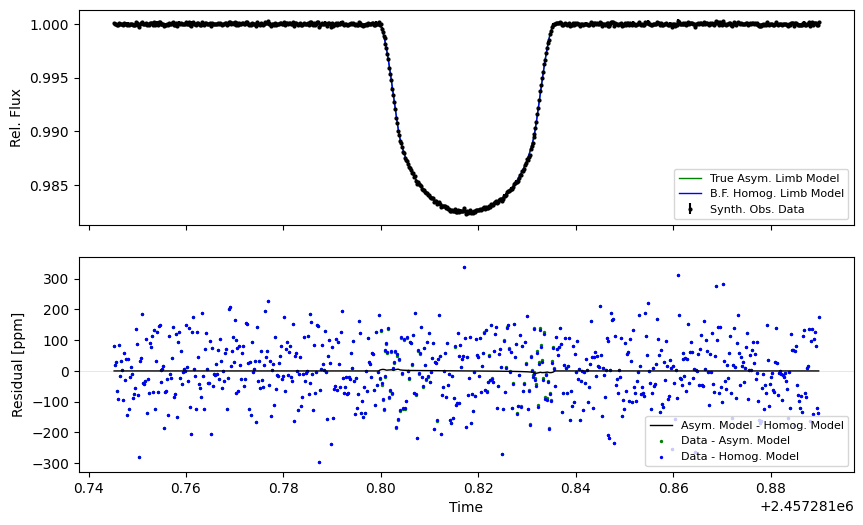 1.000
0.995
0.990
0.985
Rel. Flux
True Asym. Limb Model
B.F. Homog. Limb Model
Synth. Obs. Data
300
200
100
0
−100
−200
−300
Residual [ppm]
Asym. Model - Homog. Model
Data - Asym. Model
Data - Homog. Model
0.74 0.76 0.78 0.80 0.82 0.84 0.86 0.88
Time
+2.457281e6